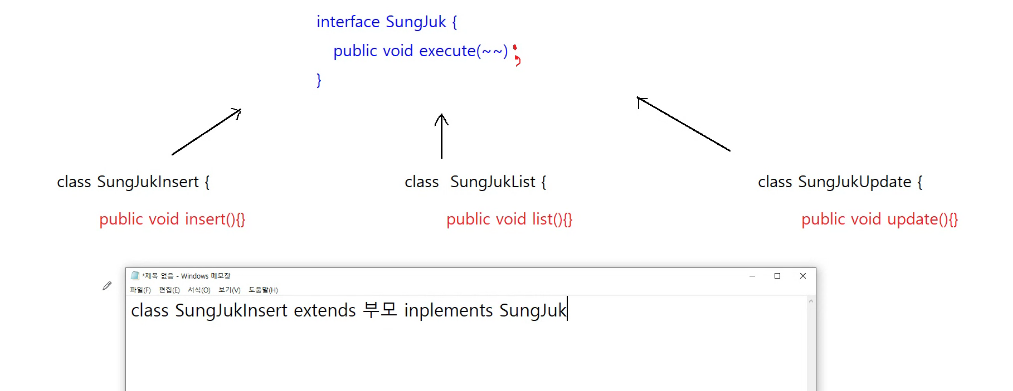 interface SungJuk {
public void execute(~~) ;
}
class SungJukInsert {
class SungJukList {
class SungJukUpdate {
public void insert(){}
public void list(){}
public void update(){}
*제목 없음 - Windows 메모장
파일(F) 편집(E) 서식(O) 보기(V) 도움말(H)
class SungJukInsert extends 부모 inplements SungJuk